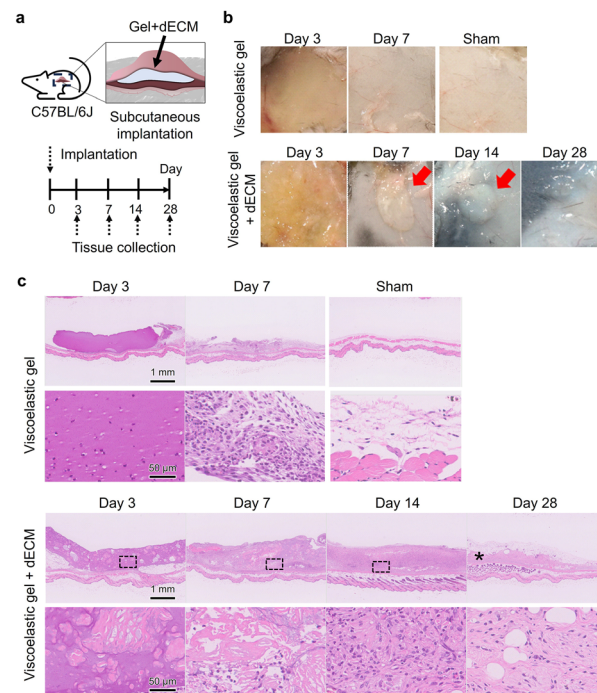 a
Gel+dECM
C57BL/6J
Subcutaneous
implantation
Implantation
Day
0 3 7 14 28
Tissue collection
b
Day 3 Day 7 Sham
Viscoelastic gel
Day 3 Day 7 Day 14 Day 28
Viscoelastic gel
+ dECM
c
Day 3 Day 7 Sham
Viscoelastic gel
1 mm
50 µm
Day 3 Day 7 Day 14 Day 28
Viscoelastic gel + dECM
*
1 mm
50 µm